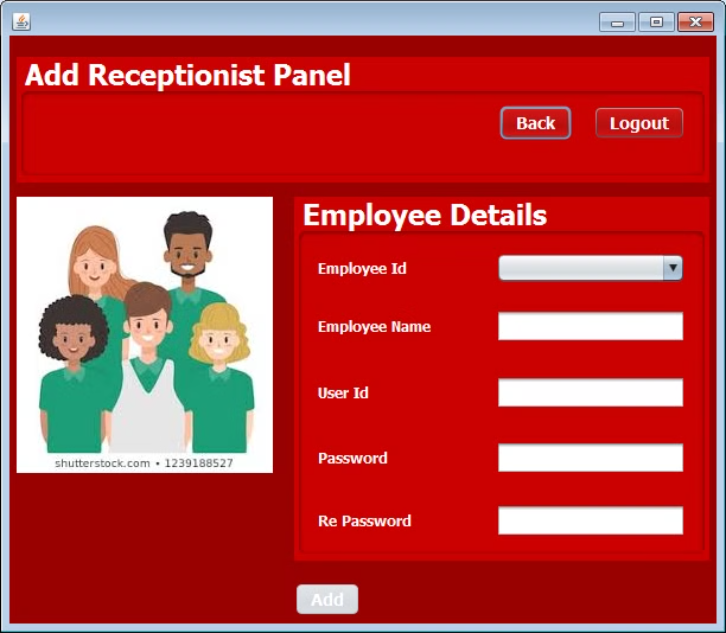 Add Receptionist Panel
Back
Logout
Employee Details
Employee Id
Employee Name
User Id
Password
Re Password
shutterstock.com • 1239188527
Add